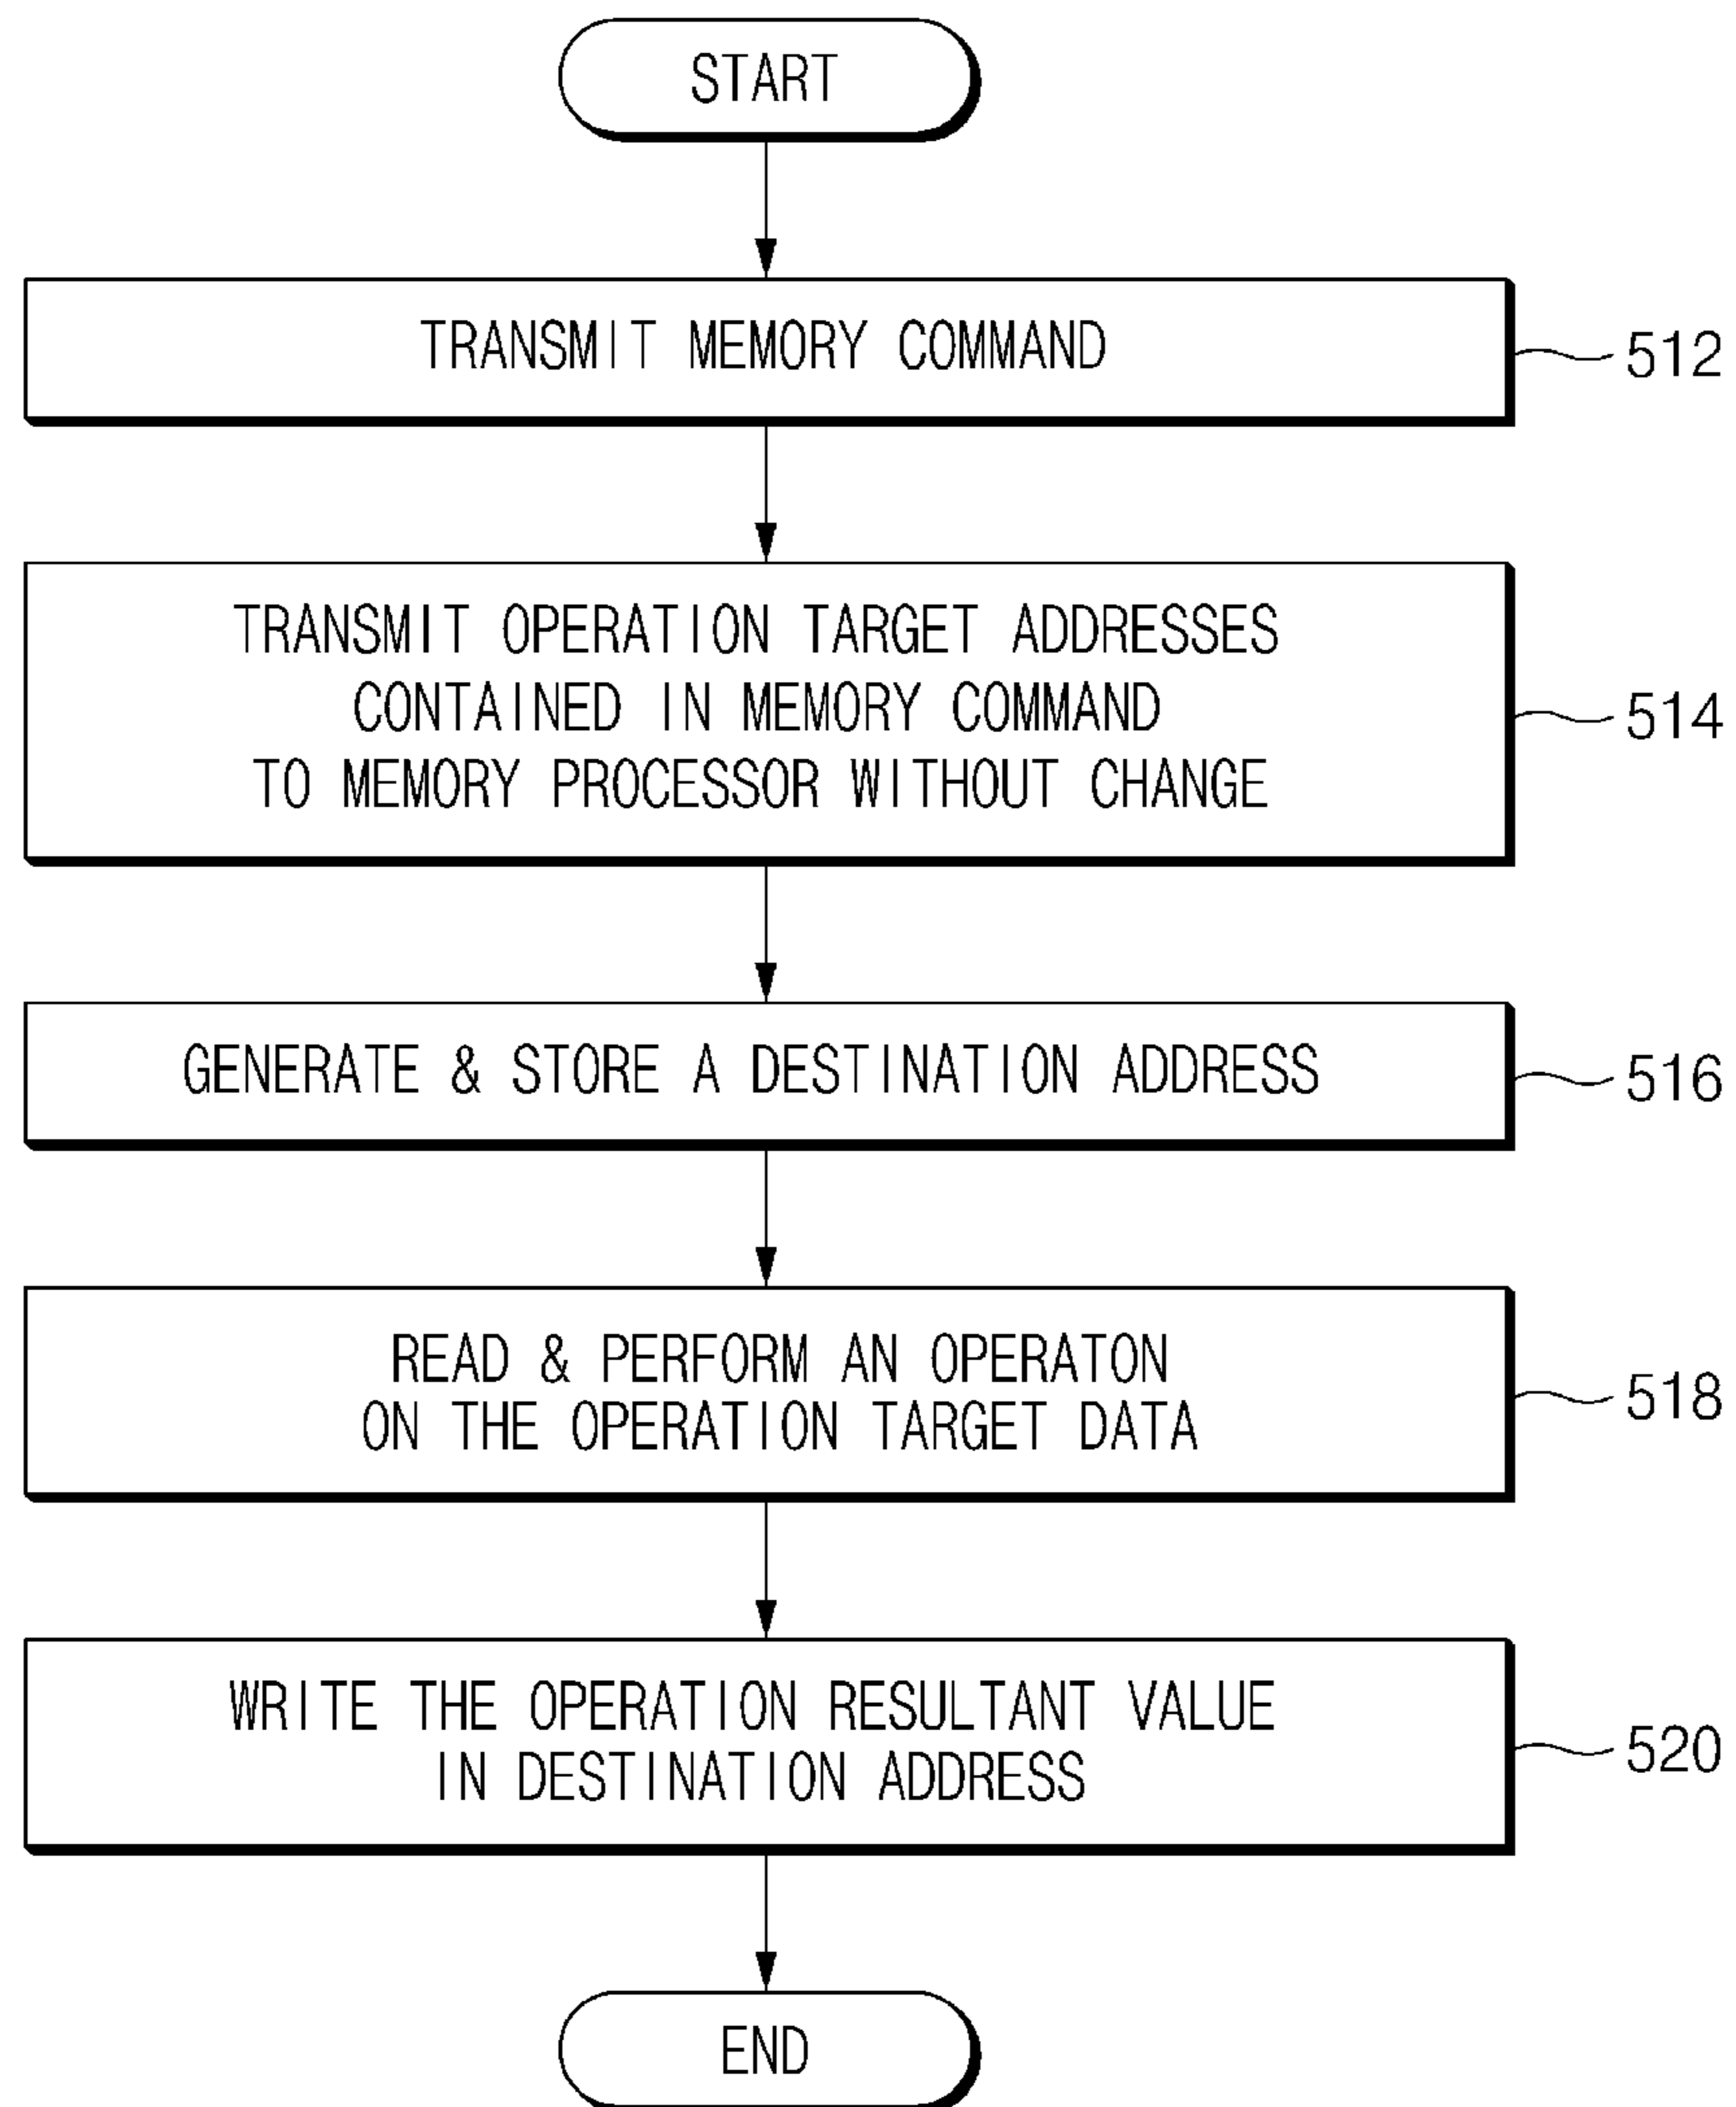 START
TRANSMIT MEMORY COMMAND
512
TRANSMIT OPERATION TARGET ADDRESSES
CONTAINED IN MEMORY COMMAND
TO MEMORY PROCESSOR WITHOUT CHANGE
514
GENERATE & STORE A DESTINATION ADDRESS
516
READ & PERFORM AN OPERATON
ON THE OPERATION TARGET DATA
518
WRITE THE OPERATION RESULTANT VALUE
IN DESTINATION ADDRESS
520
END